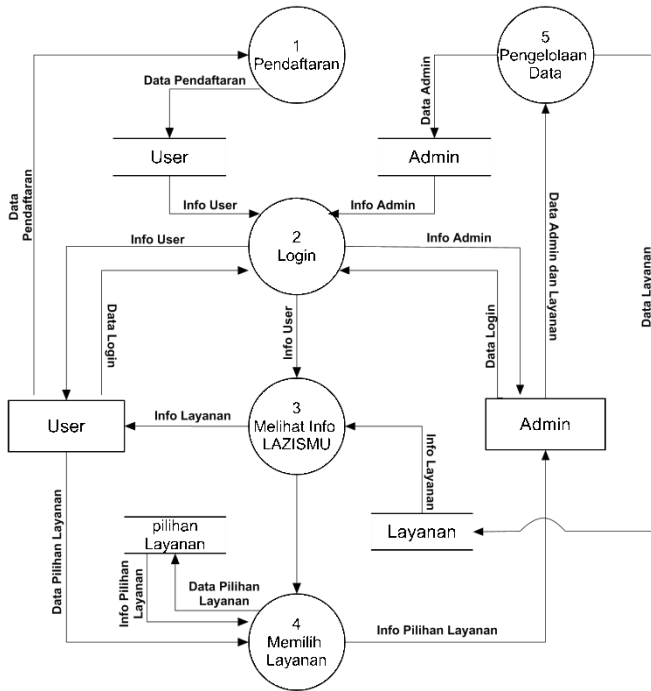 1
Pendaftaran
5
Pengelolaan
Data
Data Pendaftaran
Data Admin
User
Admin
Data
Pendaftaran
Info User
Info Admin
Data Admin dan Layanan
Data Layanan
2
Login
Info User
Info Admin
Data Login
Info User
Data Login
User
Info Layanan
3
Melihat Info
LAZISMU
Admin
Info Layanan
pilihan
Layanan
Layanan
Data Pilihan Layanan
Info Pilihan
Layanan
Data Pilihan
Layanan
4
Memilih
Layanan
Info Pilihan Layanan